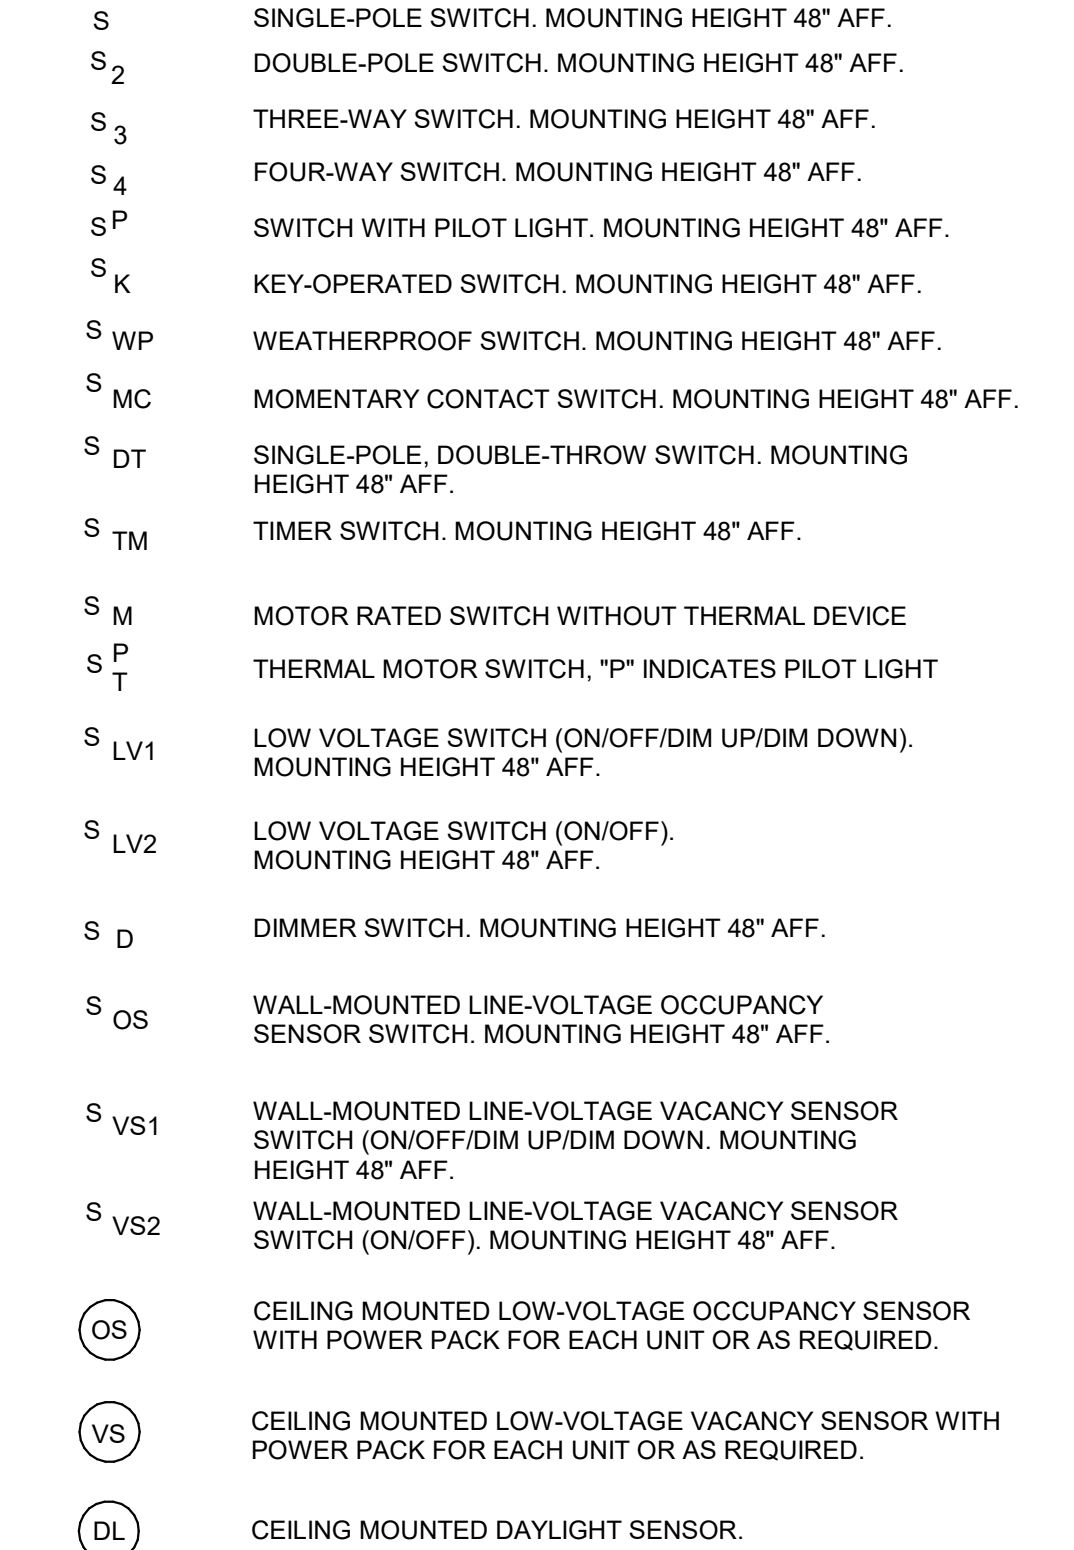 S SINGLE-POLE SWITCH. MOUNTING HEIGHT 48" AFF.
S 2 DOUBLE-POLE SWITCH. MOUNTING HEIGHT 48" AFF.
S 3 THREE-WAY SWITCH. MOUNTING HEIGHT 48" AFF.
S 4 FOUR-WAY SWITCH. MOUNTING HEIGHT 48" AFF.
S P SWITCH WITH PILOT LIGHT. MOUNTING HEIGHT 48" AFF.
S K KEY-OPERATED SWITCH. MOUNTING HEIGHT 48" AFF.
S WP WEATHERPROOF SWITCH. MOUNTING HEIGHT 48" AFF.
S MC MOMENTARY CONTACT SWITCH. MOUNTING HEIGHT 48" AFF.
S DT SINGLE-POLE, DOUBLE-THROW SWITCH. MOUNTING
HEIGHT 48" AFF.
S TM TIMER SWITCH. MOUNTING HEIGHT 48" AFF.
S M MOTOR RATED SWITCH WITHOUT THERMAL DEVICE
S P T THERMAL MOTOR SWITCH, "P" INDICATES PILOT LIGHT
S LV1 LOW VOLTAGE SWITCH (ON/OFF/DIM UP/DIM DOWN).
MOUNTING HEIGHT 48" AFF.
S LV2 LOW VOLTAGE SWITCH (ON/OFF).
MOUNTING HEIGHT 48" AFF.
S D DIMMER SWITCH. MOUNTING HEIGHT 48" AFF.
S OS WALL-MOUNTED LINE-VOLTAGE OCCUPANCY
SENSOR SWITCH. MOUNTING HEIGHT 48" AFF.
S VS1 WALL-MOUNTED LINE-VOLTAGE VACANCY SENSOR
SWITCH (ON/OFF/DIM UP/DIM DOWN. MOUNTING
HEIGHT 48" AFF.
S VS2 WALL-MOUNTED LINE-VOLTAGE VACANCY SENSOR
SWITCH (ON/OFF). MOUNTING HEIGHT 48" AFF.
OS CEILING MOUNTED LOW-VOLTAGE OCCUPANCY SENSOR
WITH POWER PACK FOR EACH UNIT OR AS REQUIRED.
VS CEILING MOUNTED LOW-VOLTAGE VACANCY SENSOR WITH
POWER PACK FOR EACH UNIT OR AS REQUIRED.
DL CEILING MOUNTED DAYLIGHT SENSOR.